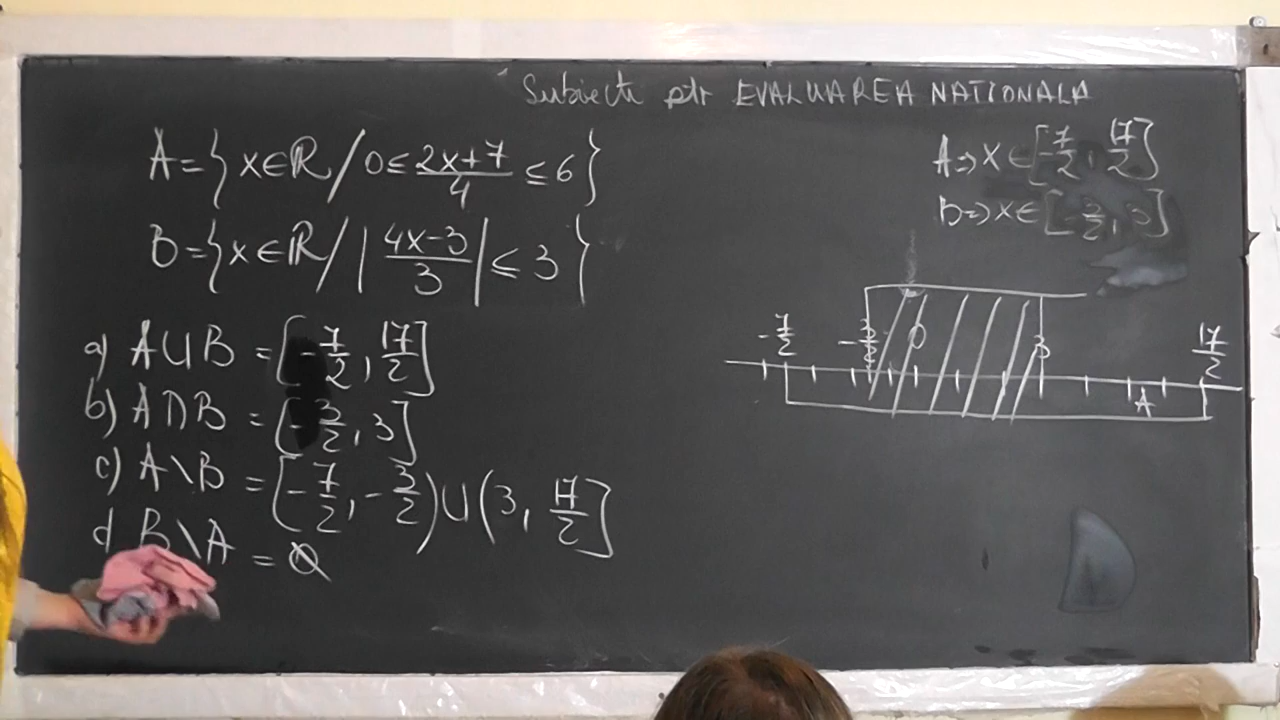 Subiecte ptr EVALUAREA NATIONALA
A={x∈R/0≤(2x+7)/4≤6}
B={x∈R/|(4x-3)/3|≤3}
A⇒x∈[-7/2, 17/2]
B⇒x∈[-3/2, 3]
a) A∪B=[-7/2, 17/2]
b) A∩B=[-3/2, 3]
c) A\B=[-7/2, -3/2)∪(3, 17/2]
d B\A=∅
-7/2 -3/2 0 3 17/2
A